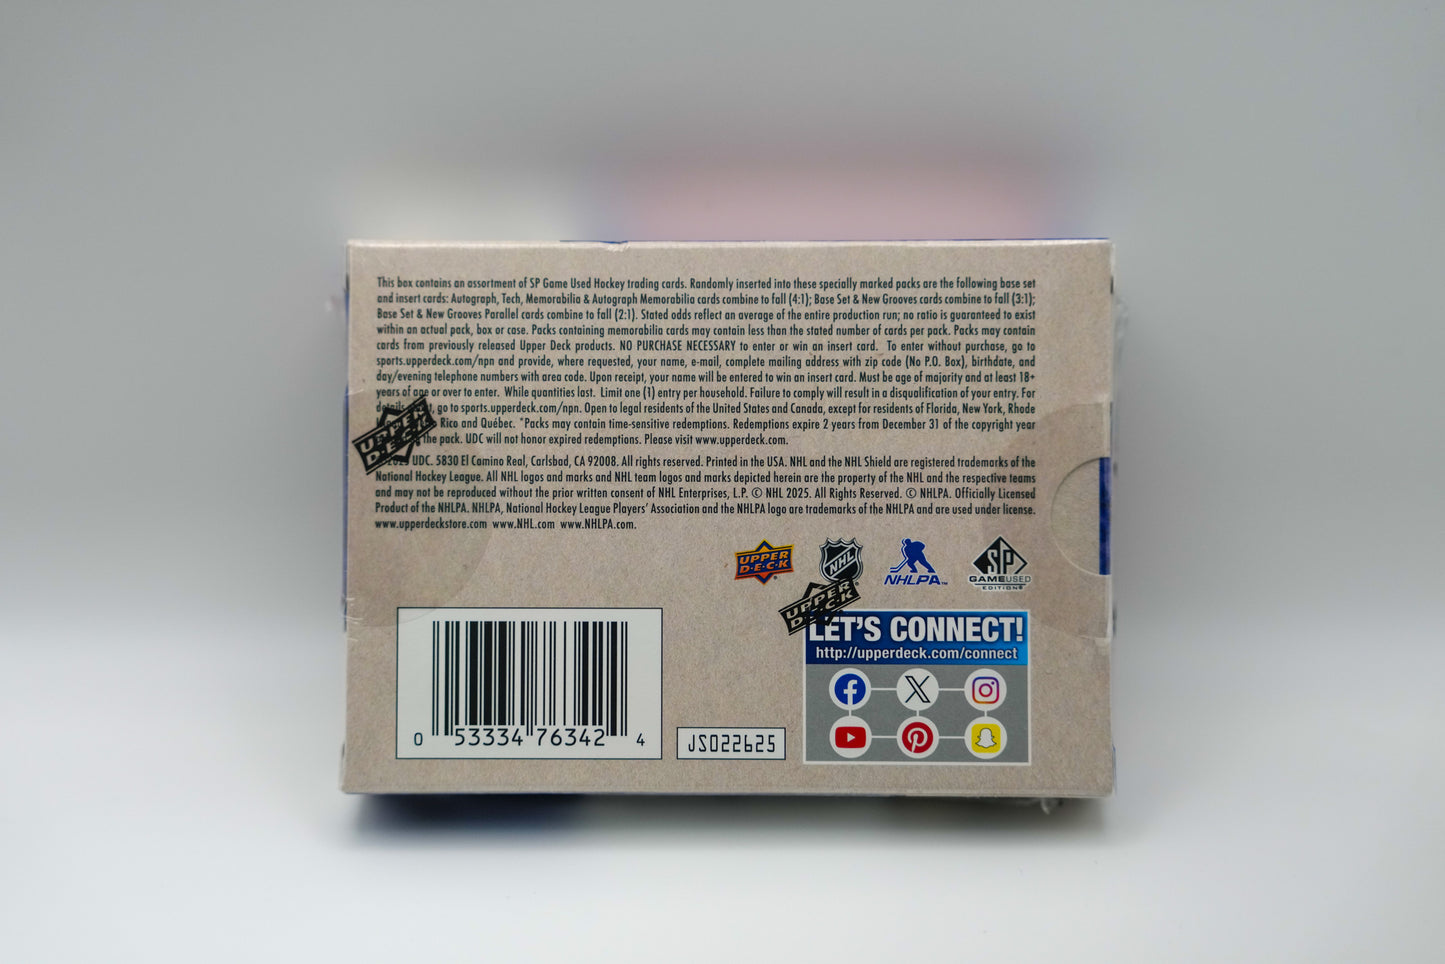 This box contains an assortment of SP Game Used Hockey trading cards. Randomly inserted into these specially marked packs are the following base set
and insert cards: Autograph, Tech, Memorabilia & Autograph Memorabilia cards combine to fall (4:1); Base Set & New Grooves cards combine to fall (3:1);
Base Set & New Grooves Parallel cards combine to fall (2:1). Stated odds reflect an average of the entire production run; no ratio is guaranteed to exist
within an actual pack, box or case. Packs containing memorabilia cards may contain less than the stated number of cards per pack. Packs may contain
cards from previously released Upper Deck products. NO PURCHASE NECESSARY to enter or win an insert card. To enter without purchase, go to
sports.upperdeck.com/npn and provide, where requested, your name, e-mail, complete mailing address with zip code (No P.O. Box), birthdate, and
day/evening telephone numbers with area code. Upon receipt, your name will be entered to win an insert card. Must be age of majority and at least 18+
years of age or over to enter. While quantities last. Limit one (1) entry per household. Failure to comply will result in a disqualification of your entry. For
go to sports.upperdeck.com/npn. Open to legal residents of the United States and Canada, except for residents of Florida, New York, Rhode
Rico and Québec. *Packs may contain time-sensitive redemptions. Redemptions expire 2 years from December 31 of the copyright year
the pack. UDC will not honor expired redemptions. Please visit www.upperdeck.com.
UPPER
D·E·C·K
UDC. 5830 El Camino Real, Carlsbad, CA 92008. All rights reserved. Printed in the USA. NHL and the NHL Shield are registered trademarks of the
National Hockey League. All NHL logos and marks and NHL team logos and marks depicted herein are the property of the NHL and the respective teams
and may not be reproduced without the prior written consent of NHL Enterprises, L.P. © NHL 2025. All Rights Reserved. © NHLPA. Officially Licensed
Product of the NHLPA. NHLPA, National Hockey League Players' Association and the NHLPA logo are trademarks of the NHLPA and are used under license.
www.upperdeckstore.com www.NHL.com www.NHLPA.com.
UPPER
D·E·C·K
NHL
NHLPA™
SP
GAMEUSED
EDITION®
UPPER
D·E·C·K
LET'S CONNECT!
http://upperdeck.com/connect
0 53334 76342 4
JS022625